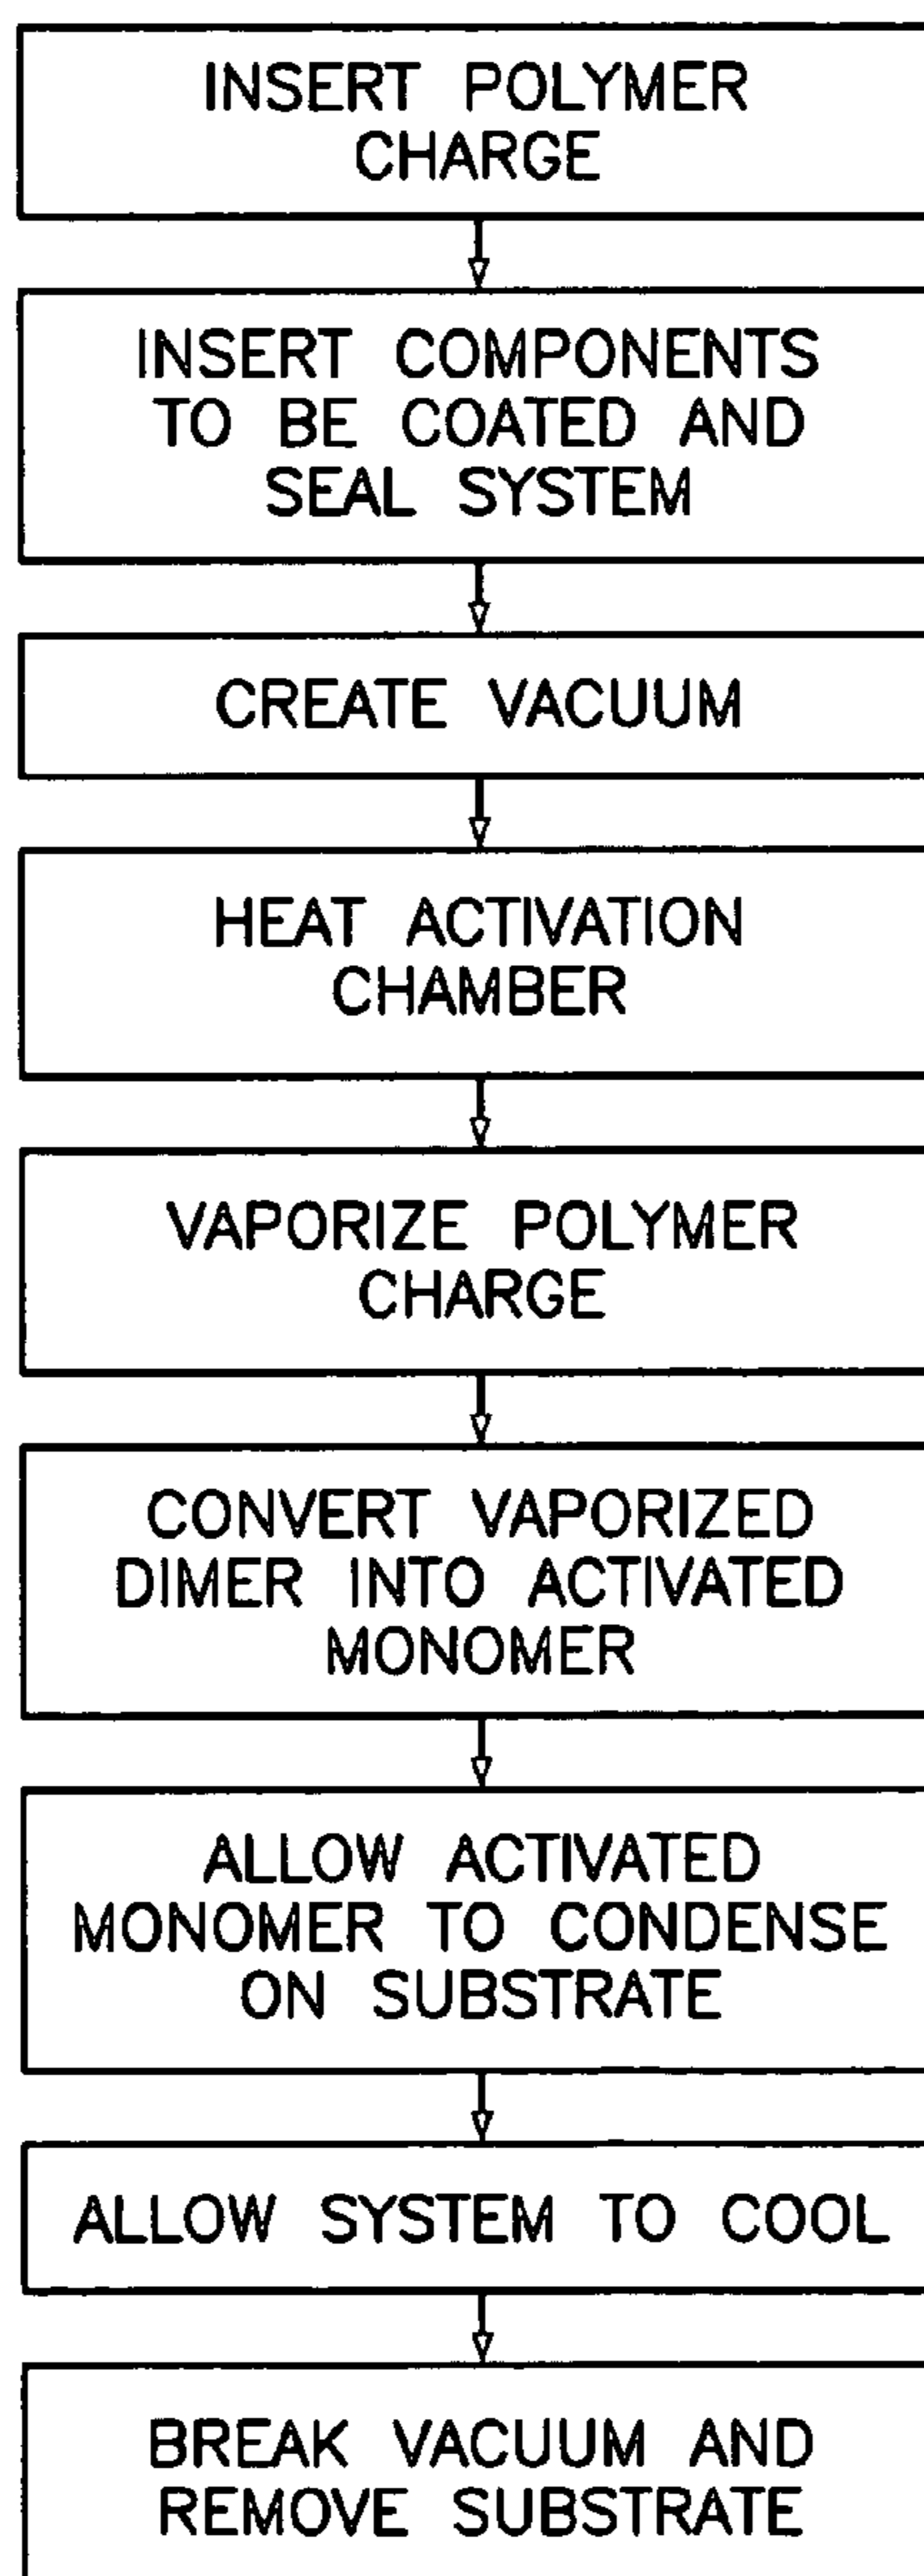 INSERT POLYMER
CHARGE
INSERT COMPONENTS
TO BE COATED AND
SEAL SYSTEM
CREATE VACUUM
HEAT ACTIVATION
CHAMBER
VAPORIZE POLYMER
CHARGE
CONVERT VAPORIZED
DIMER INTO ACTIVATED
MONOMER
ALLOW ACTIVATED
MONOMER TO CONDENSE
ON SUBSTRATE
ALLOW SYSTEM TO COOL
BREAK VACUUM AND
REMOVE SUBSTRATE